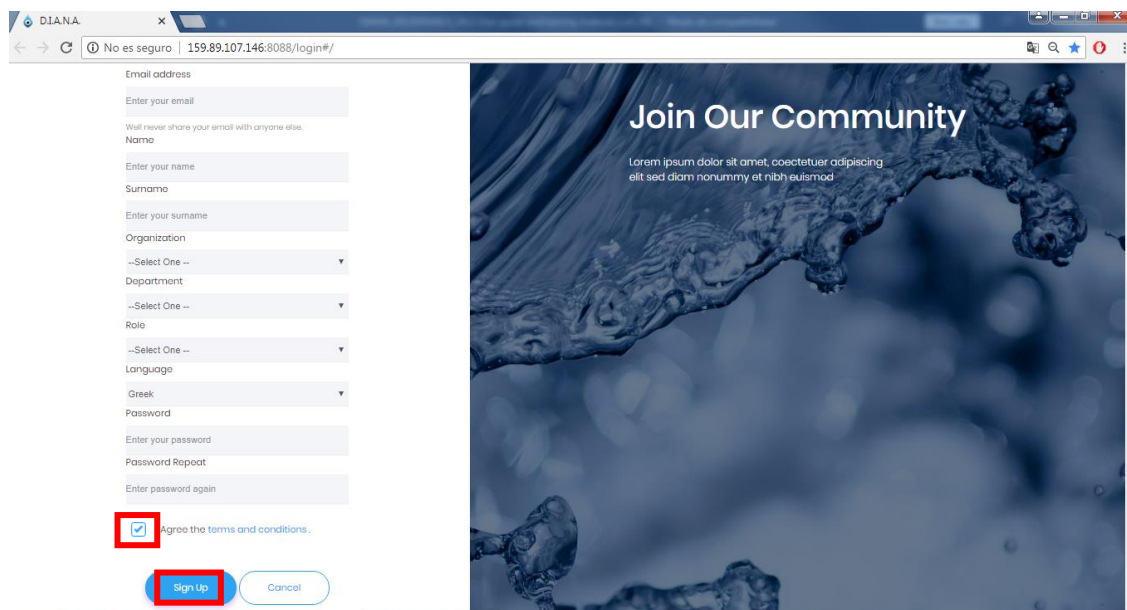 D.I.A.N.A.
No es seguro | 159.89.107.146:8088/login#/
Email address
Enter your email
Well never share your email with anyone else.
Name
Enter your name
Surname
Enter your surname
Organization
--Select One --
Department
--Select One --
Role
--Select One --
Language
Greek
Password
Enter your password
Password Repeat
Enter password again
Agree the terms and conditions .
Sign Up
Cancel
Join Our Community
Lorem ipsum dolor sit amet, coectetuer adipiscing
elit sed diam nonummy et nibh euismod